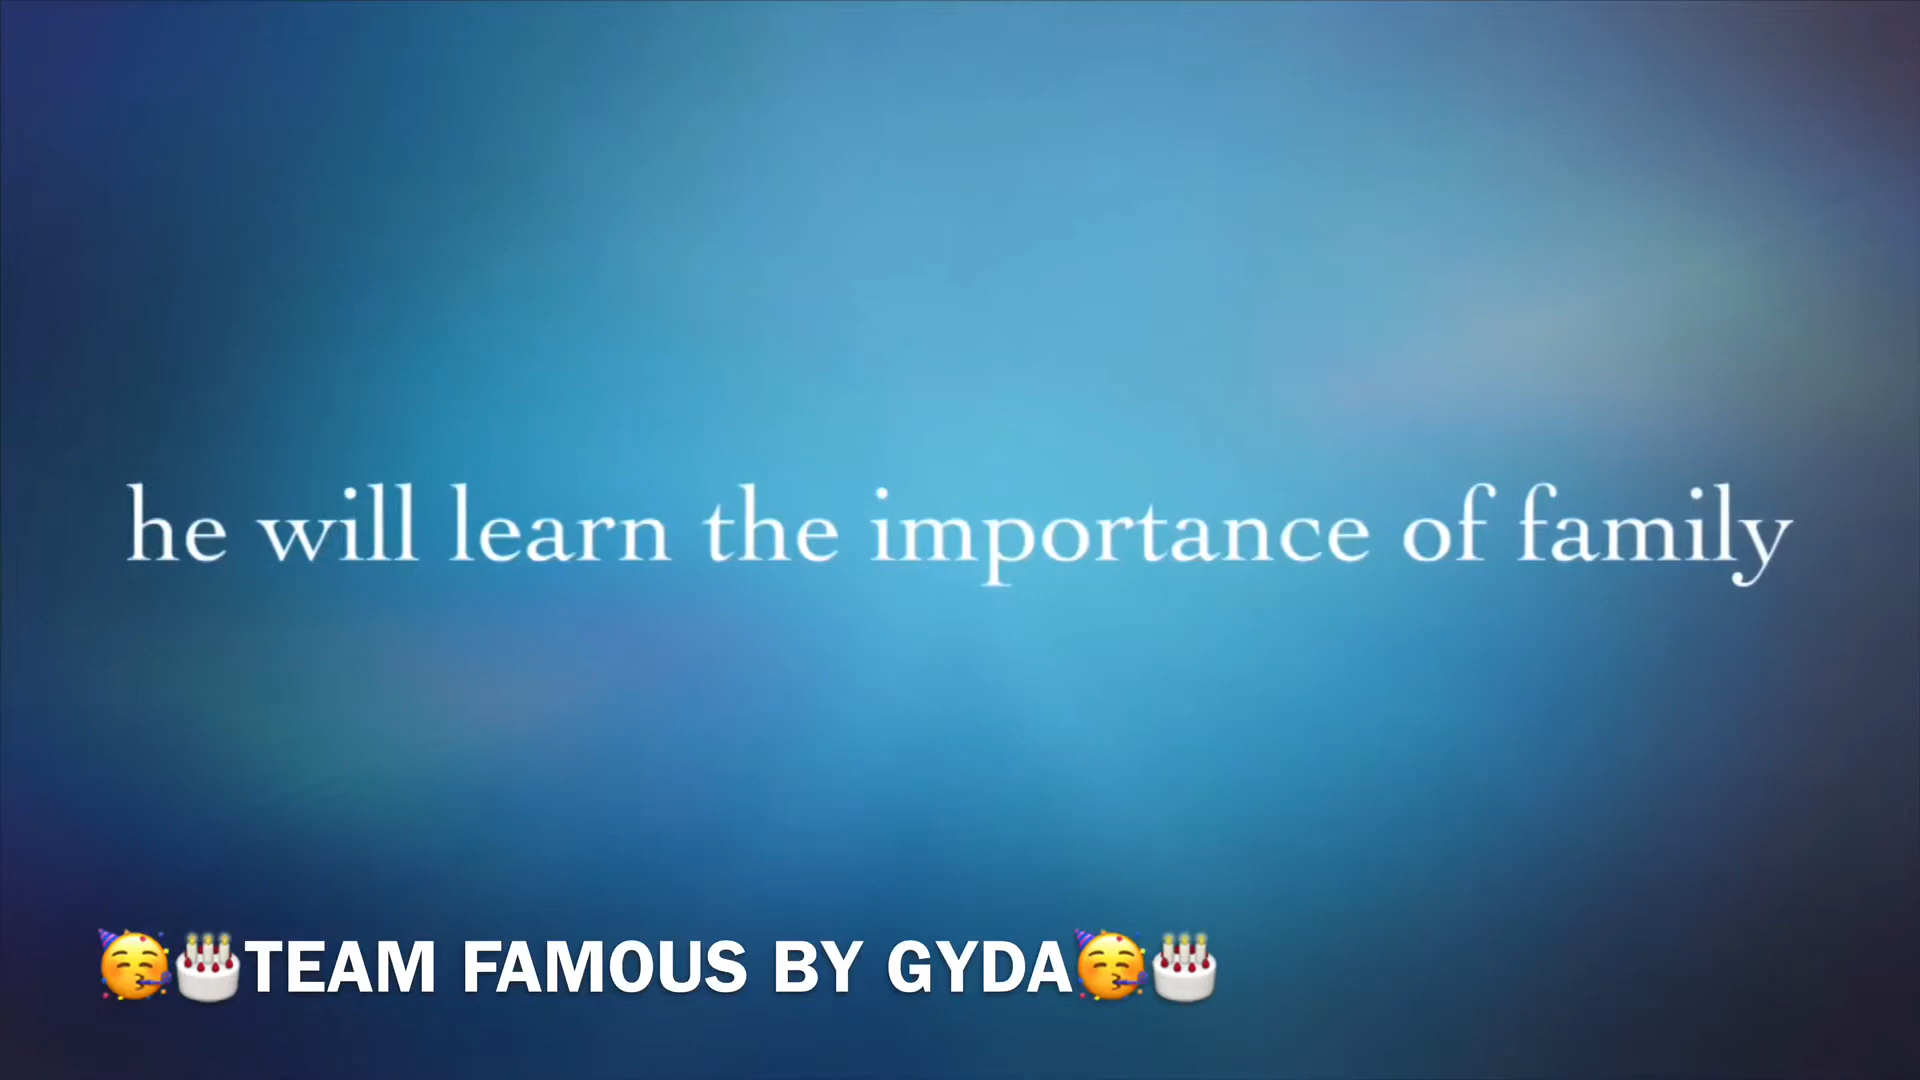 he will learn the importance of family
🥳🎂TEAM FAMOUS BY GYDA🥳🎂